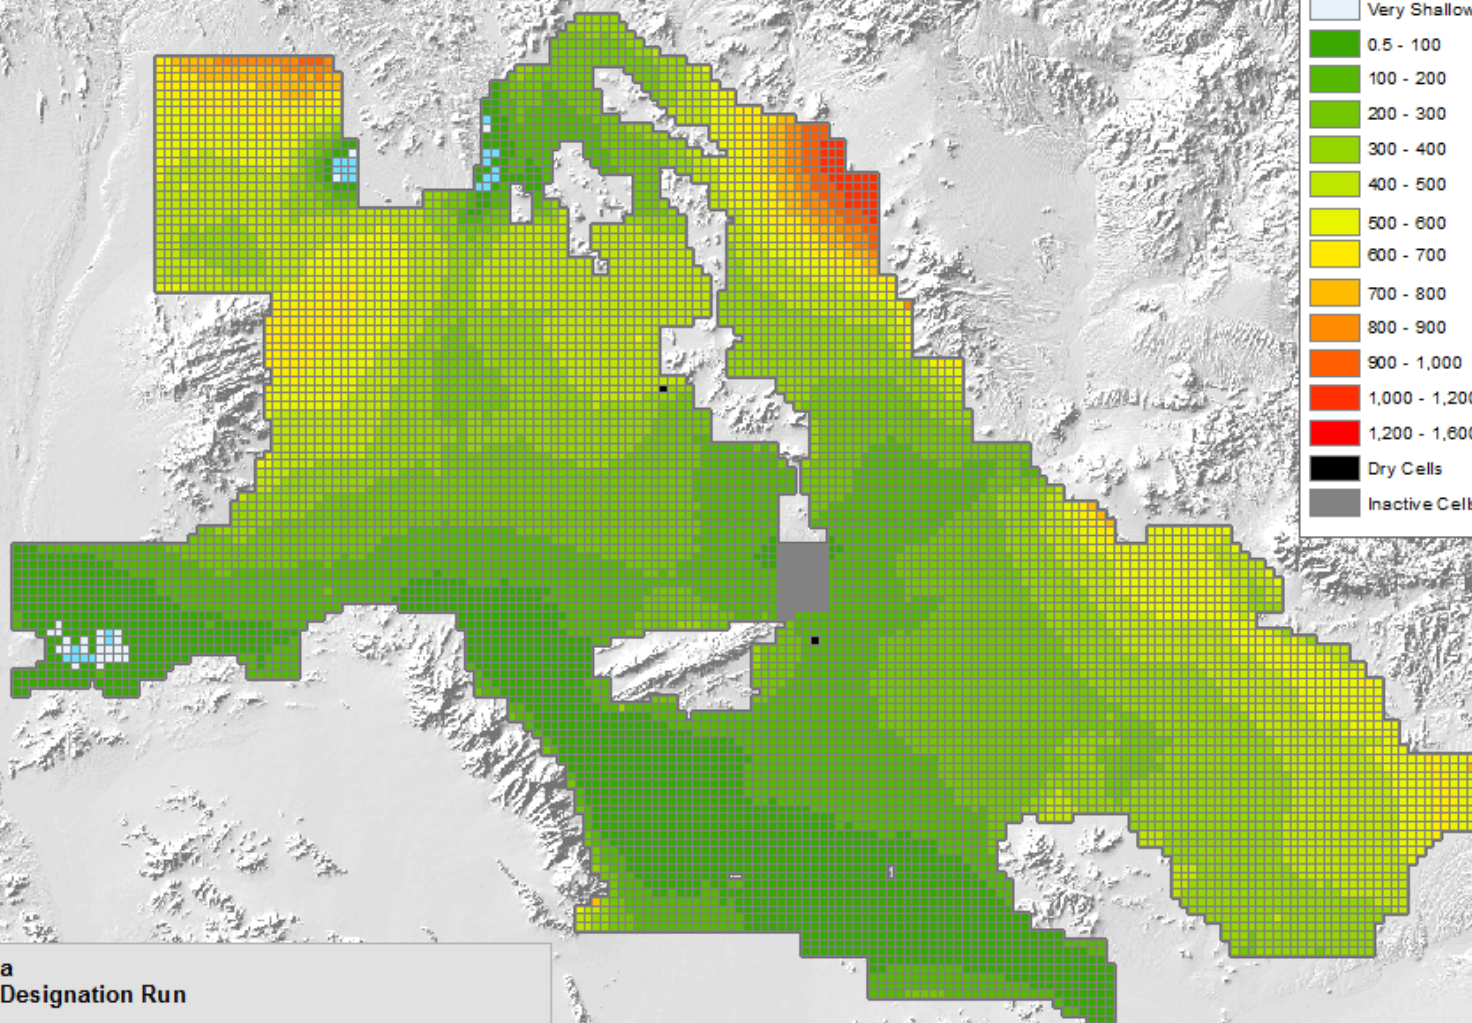 Very Shallow
0.5 - 100
100 - 200
200 - 300
300 - 400
400 - 500
500 - 600
600 - 700
700 - 800
800 - 900
900 - 1,000
1,000 - 1,200
1,200 - 1,600
Dry Cells
Inactive Cells
a
Designation Run